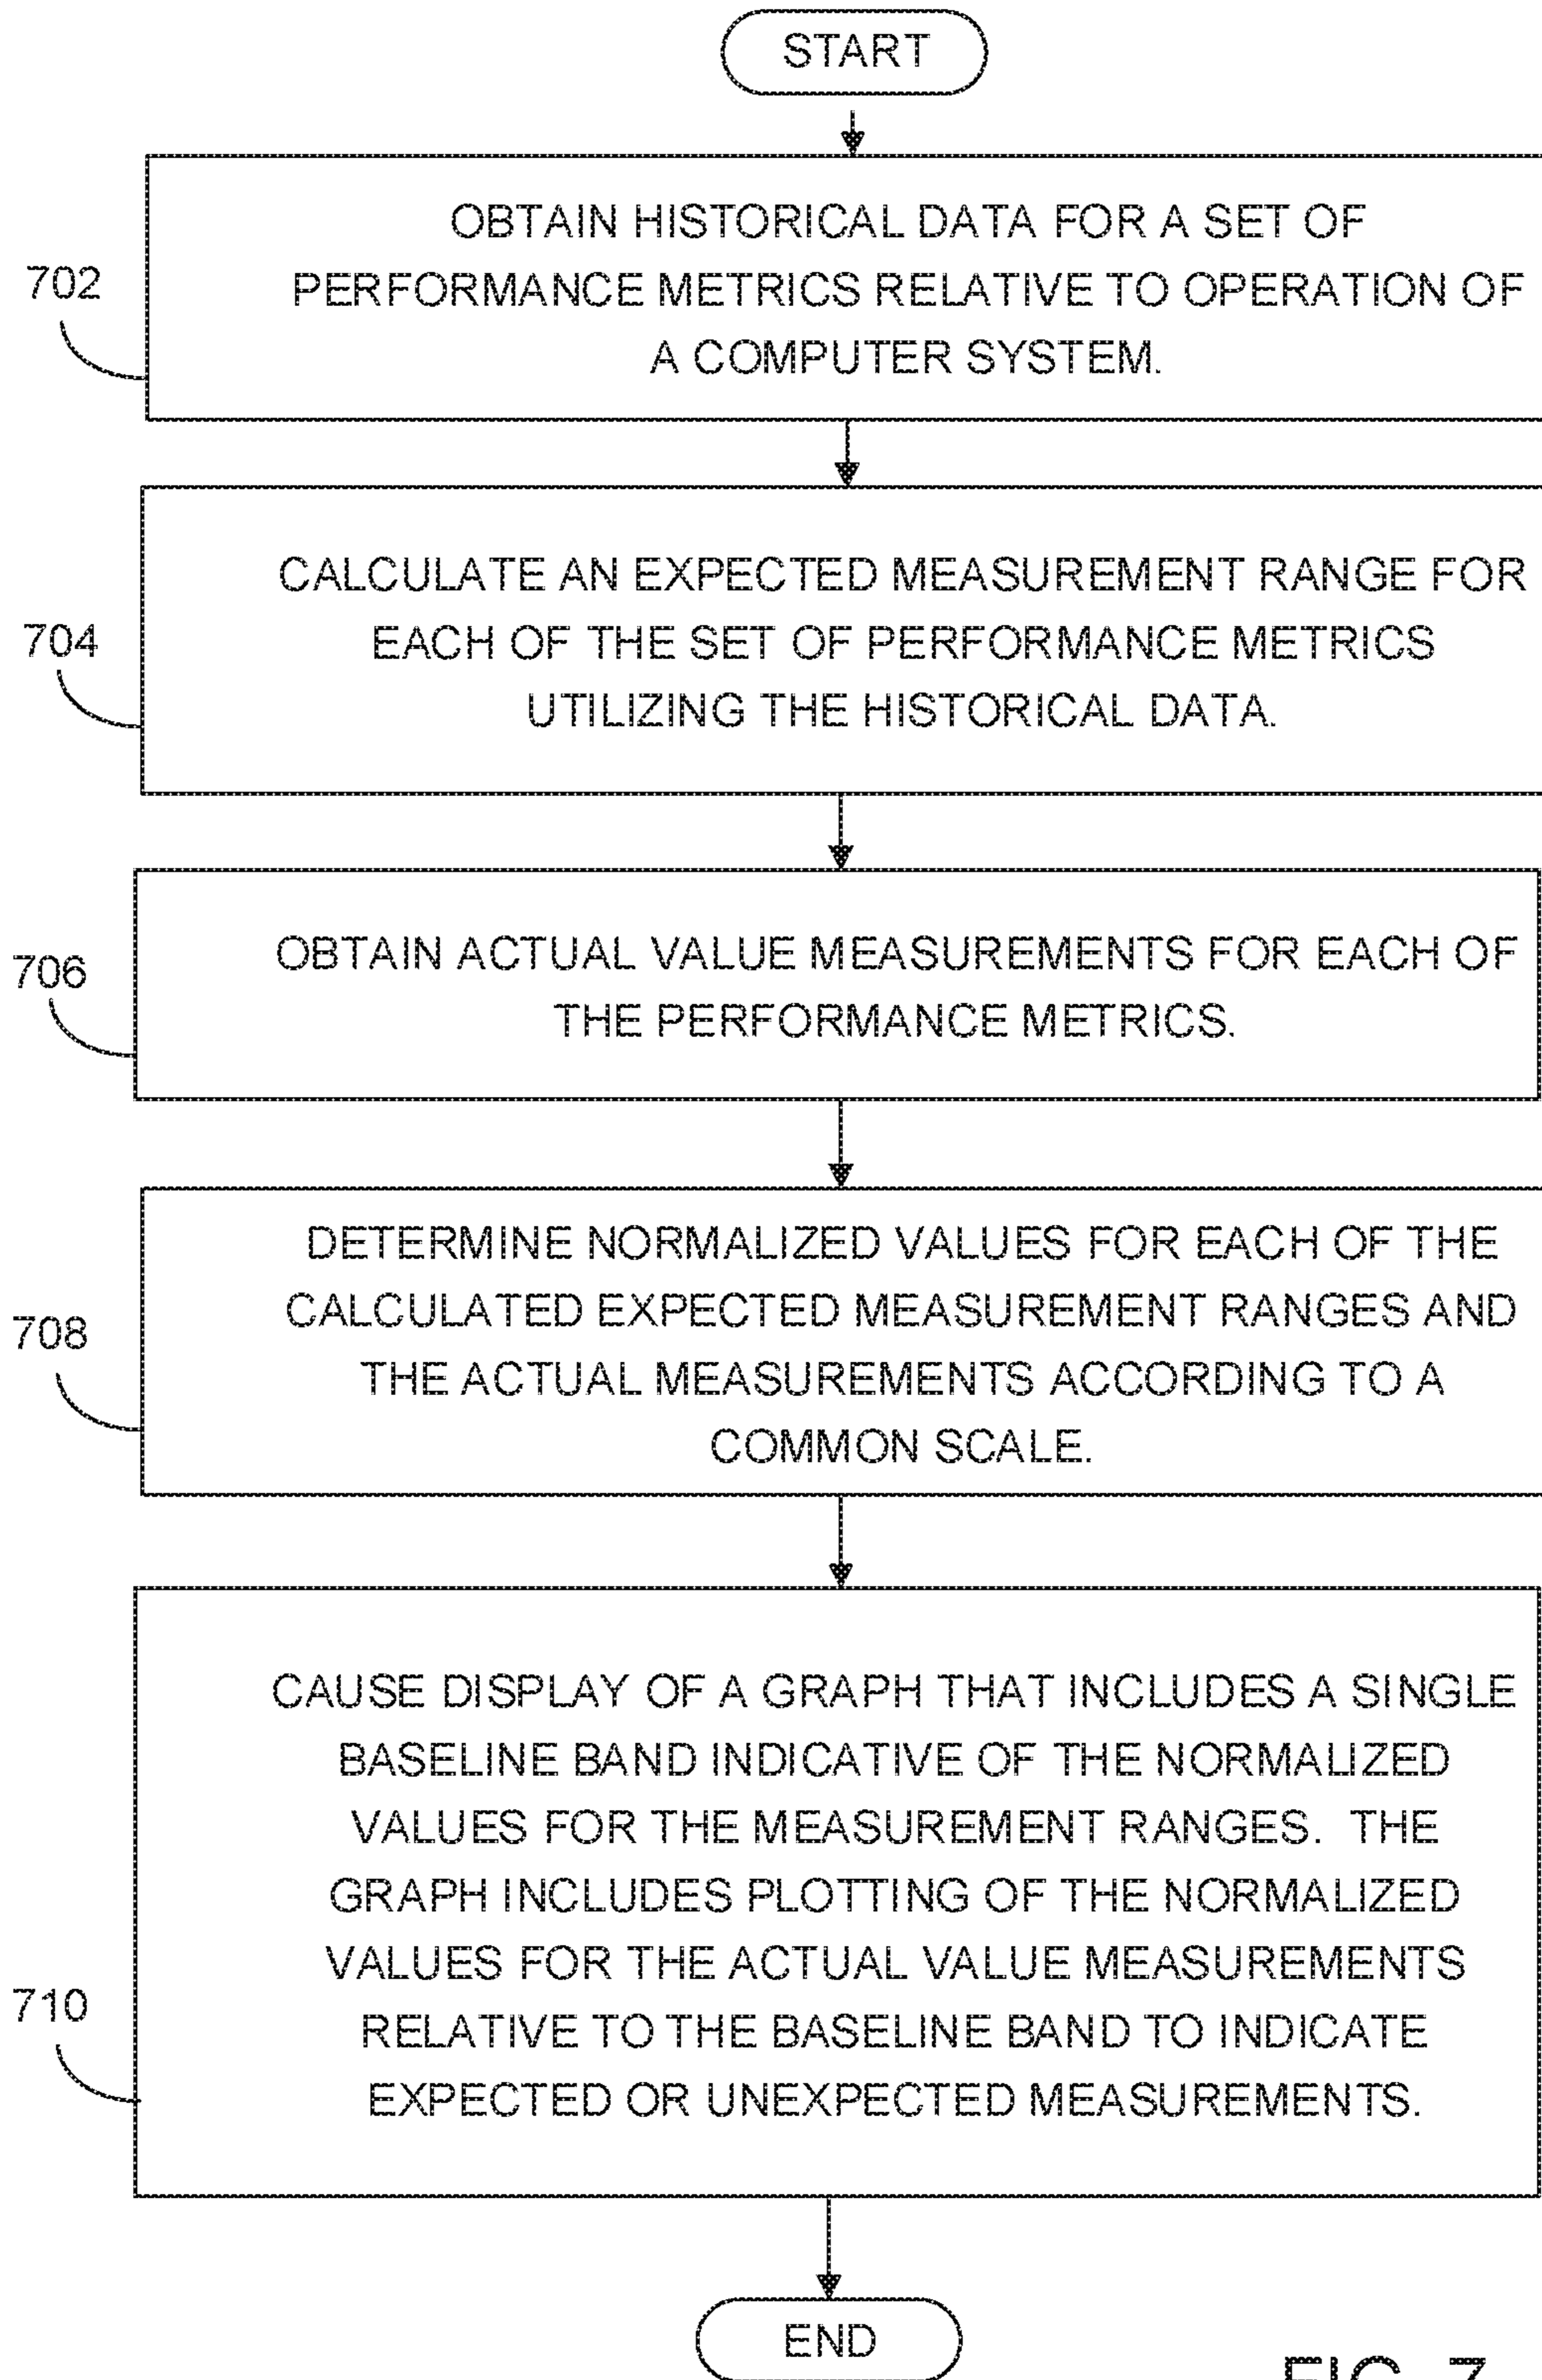 START
702
OBTAIN HISTORICAL DATA FOR A SET OF
PERFORMANCE METRICS RELATIVE TO OPERATION OF
A COMPUTER SYSTEM.
704
CALCULATE AN EXPECTED MEASUREMENT RANGE FOR
EACH OF THE SET OF PERFORMANCE METRICS
UTILIZING THE HISTORICAL DATA.
706
OBTAIN ACTUAL VALUE MEASUREMENTS FOR EACH OF
THE PERFORMANCE METRICS.
708
DETERMINE NORMALIZED VALUES FOR EACH OF THE
CALCULATED EXPECTED MEASUREMENT RANGES AND
THE ACTUAL MEASUREMENTS ACCORDING TO A
COMMON SCALE.
710
CAUSE DISPLAY OF A GRAPH THAT INCLUDES A SINGLE
BASELINE BAND INDICATIVE OF THE NORMALIZED
VALUES FOR THE MEASUREMENT RANGES. THE
GRAPH INCLUDES PLOTTING OF THE NORMALIZED
VALUES FOR THE ACTUAL VALUE MEASUREMENTS
RELATIVE TO THE BASELINE BAND TO INDICATE
EXPECTED OR UNEXPECTED MEASUREMENTS.
END
FIG. 7